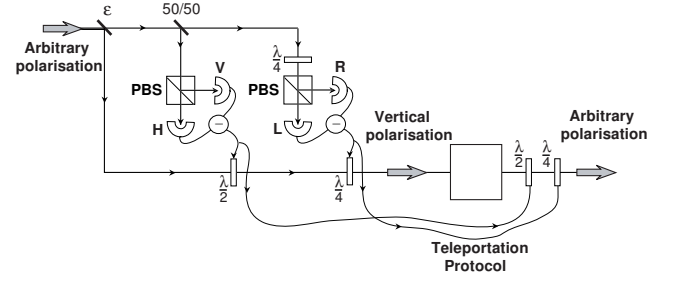 ε
50/50
Arbitrary
polarisation
λ
4
V
R
PBS
PBS
H
L
−
−
Vertical
polarisation
Arbitrary
polarisation
λ
2
λ
4
λ
2
λ
4
Teleportation
Protocol